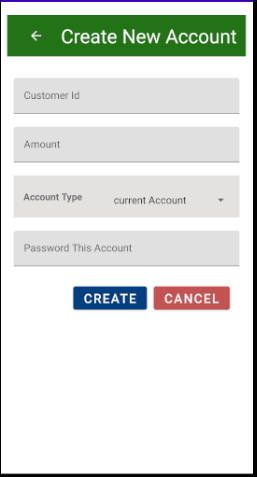 Create New Account
Customer Id
Amount
Account Type current Account
Password This Account
CREATE CANCEL